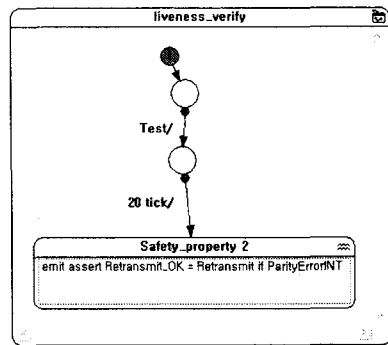 liveness_verify
Test/
20 tick/
Safety_property 2
emit assert Retransmit_OK = Retransmit if ParityErrorINT